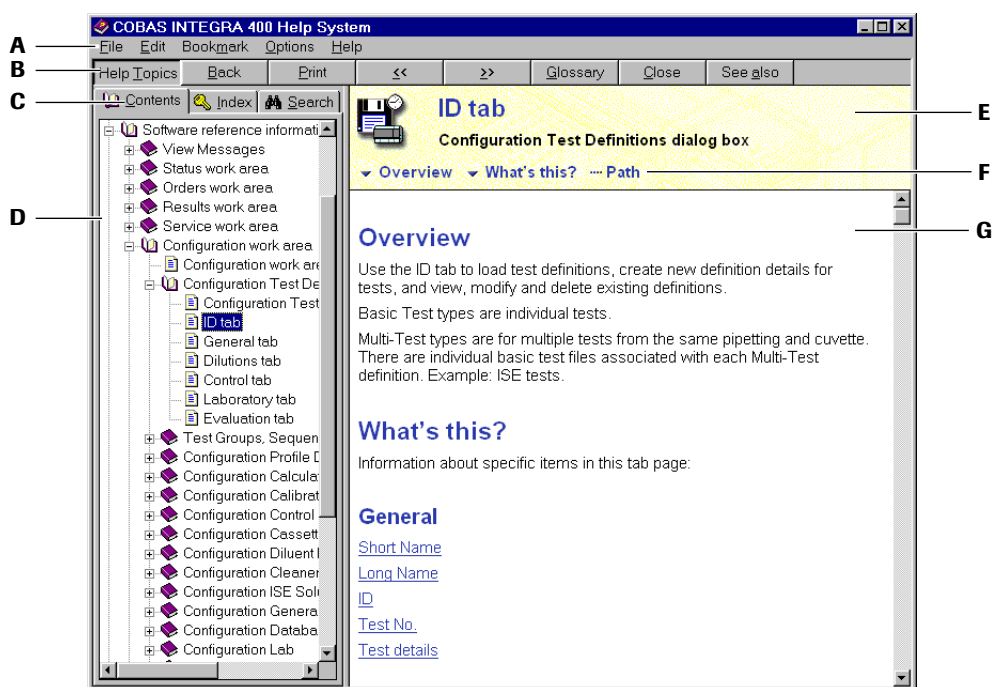 COBAS INTEGRA 400 Help System
A
File Edit Bookmark Options Help
B
Help Topics Back Print << >> Glossary Close See also
C
Contents Index Search
D
Software reference informati
View Messages
Status work area
Orders work area
Results work area
Service work area
Configuration work area
Configuration work are
Configuration Test De
Configuration Test
ID tab
General tab
Dilutions tab
Control tab
Laboratory tab
Evaluation tab
Test Groups, Sequen
Configuration Profile D
Configuration Calcula
Configuration Calibrat
Configuration Control
Configuration Cassett
Configuration Diluent
Configuration Cleaner
Configuration ISE Solu
Configuration Genera
Configuration Databa
Configuration Lab
ID tab
E
Configuration Test Definitions dialog box
Overview What's this? Path
F
G
Overview
Use the ID tab to load test definitions, create new definition details for
tests, and view, modify and delete existing definitions.
Basic Test types are individual tests.
Multi-Test types are for multiple tests from the same pipetting and cuvette.
There are individual basic test files associated with each Multi-Test
definition. Example: ISE tests.
What's this?
Information about specific items in this tab page:
General
Short Name
Long Name
ID
Test No.
Test details